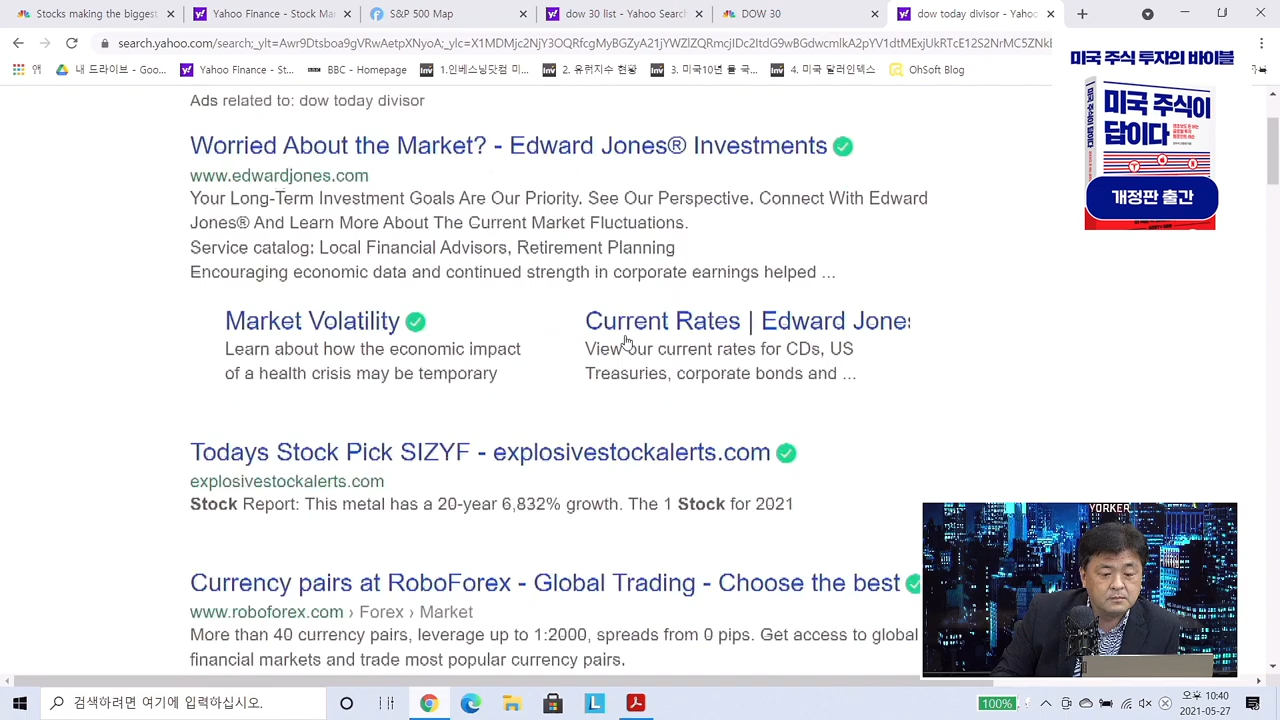 Stocks making the biggest
Yahoo Finance - Stock Mar
S&P 500 Map
dow 30 list - Yahoo Search
DOW 30
dow today divisor - Yahoo
내 드라이브 - Goo...
Yahoo Finance - St...
BBC - Homepage
1.인베스팅닷컴 미...
2. 휴먼지수 현황
3. 미국10년 물 국...
4. 미국 달러인덱스
OhSoft Blog
미국 주식 투자의 바이블
미국 주식이
답이다
개정판 출간
Ads related to: dow today divisor
Worried About the Market? - Edward Jones® Investments
www.edwardjones.com
Your Long-Term Investment Goals Are Our Priority. See Our Perspective. Connect With Edward
Jones® And Learn More About The Current Market Fluctuations.
Service catalog: Local Financial Advisors, Retirement Planning
Encouraging economic data and continued strength in corporate earnings helped ...
Market Volatility
Learn about how the economic impact
of a health crisis may be temporary
Current Rates | Edward Jones
View our current rates for CDs, US
Treasuries, corporate bonds and ...
Todays Stock Pick SIZYF - explosivestockalerts.com
explosivestockalerts.com
Stock Report: This metal has a 20-year 6,832% growth. The 1 Stock for 2021
YORKER
Currency pairs at RoboForex - Global Trading - Choose the best
www.roboforex.com › Forex › Market
More than 40 currency pairs, leverage up to 1:2000, spreads from 0 pips. Get access to global
financial markets and trade most popular currency pairs.
검색하려면 여기에 입력하십시오.
100%
오후 10:40
2021-05-27